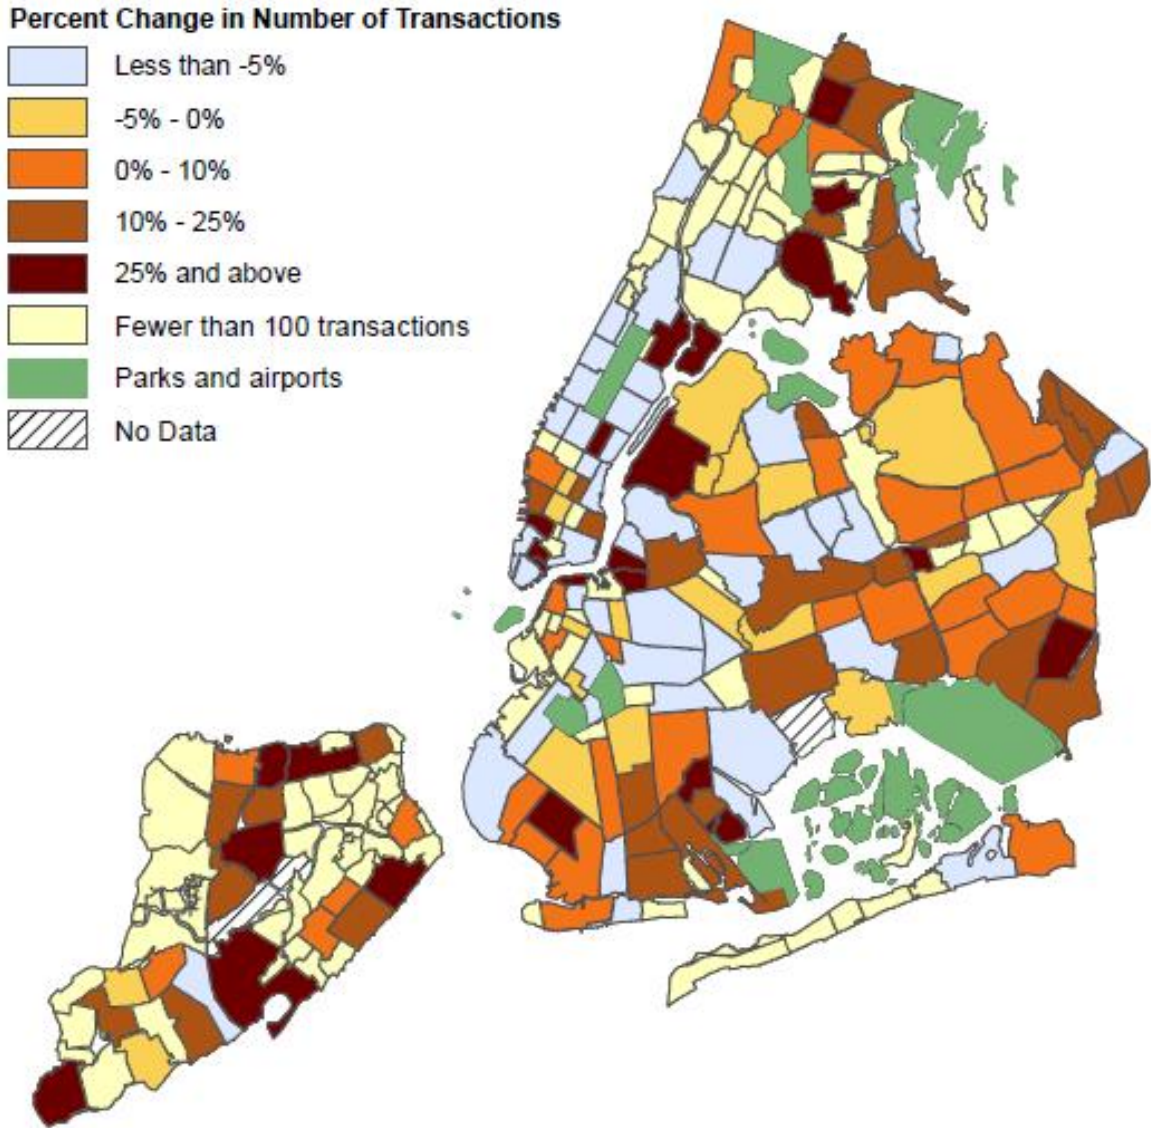 Percent Change in Number of Transactions
Less than -5%
-5% - 0%
0% - 10%
10% - 25%
25% and above
Fewer than 100 transactions
Parks and airports
No Data